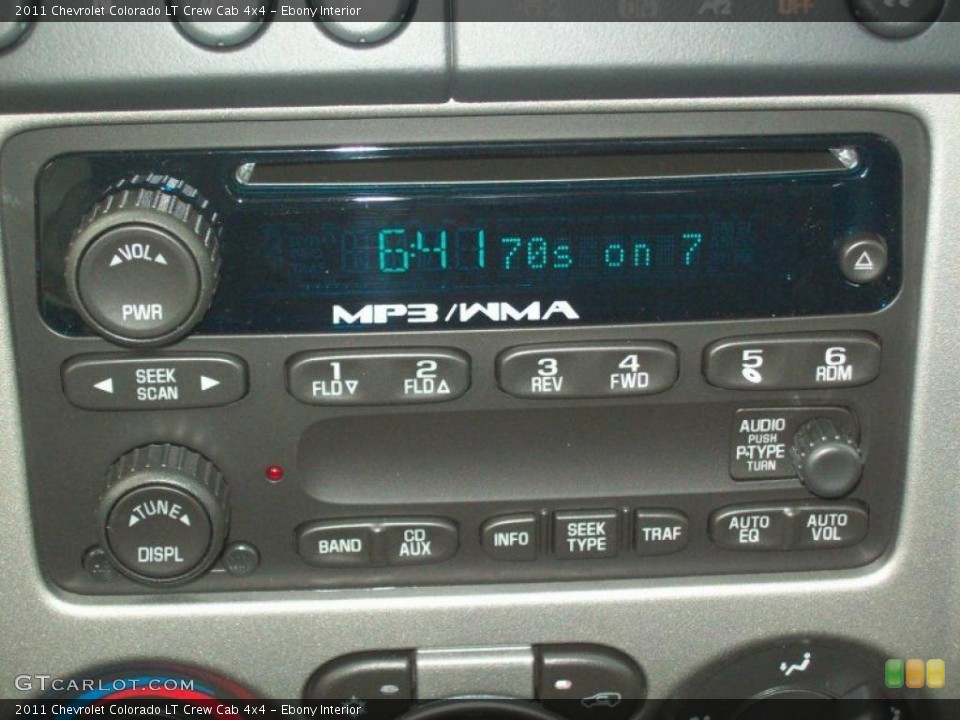 2011 Chevrolet Colorado LT Crew Cab 4x4 - Ebony Interior
OFF
VOL
PWR
6:41 70s on 7
MP3/WMA
SEEK
SCAN
1
FLD
2
FLD
3
REV
4
FWD
5
6
RDM
AUDIO
PUSH
P-TYPE
TURN
TUNE
DISPL
BAND
CD
AUX
INFO
SEEK
TYPE
TRAF
AUTO
EQ
AUTO
VOL
GTCARLOT.COM
2011 Chevrolet Colorado LT Crew Cab 4x4 - Ebony Interior